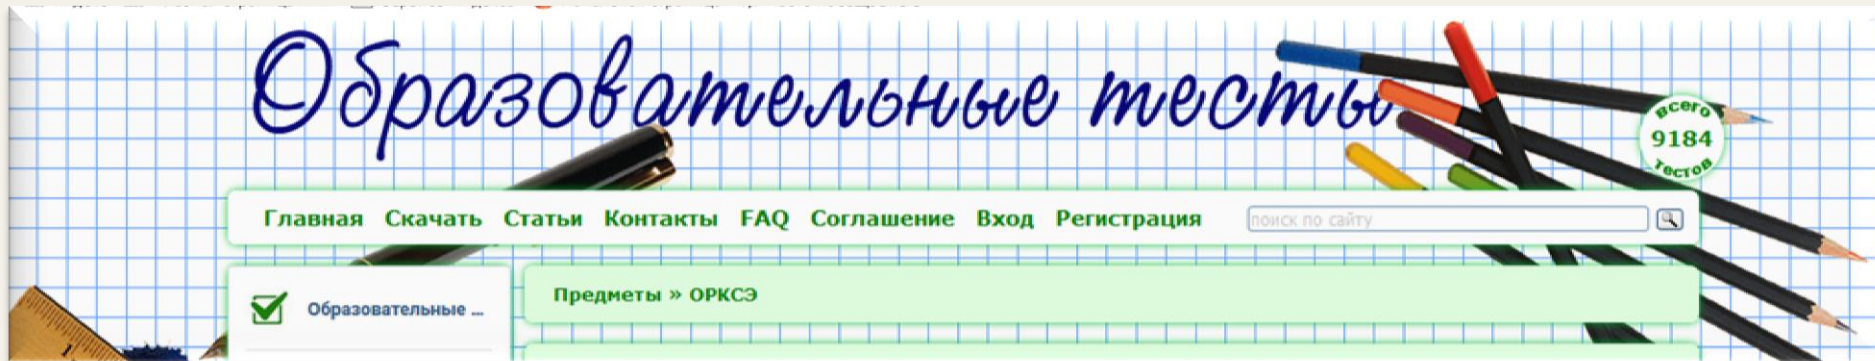 Образовательные тесты
всего
9184
тестов
Главная Скачать Статьи Контакты FAQ Соглашение Вход Регистрация поиск по сайту
Образовательные ...
Предметы » ОРКСЭ
1